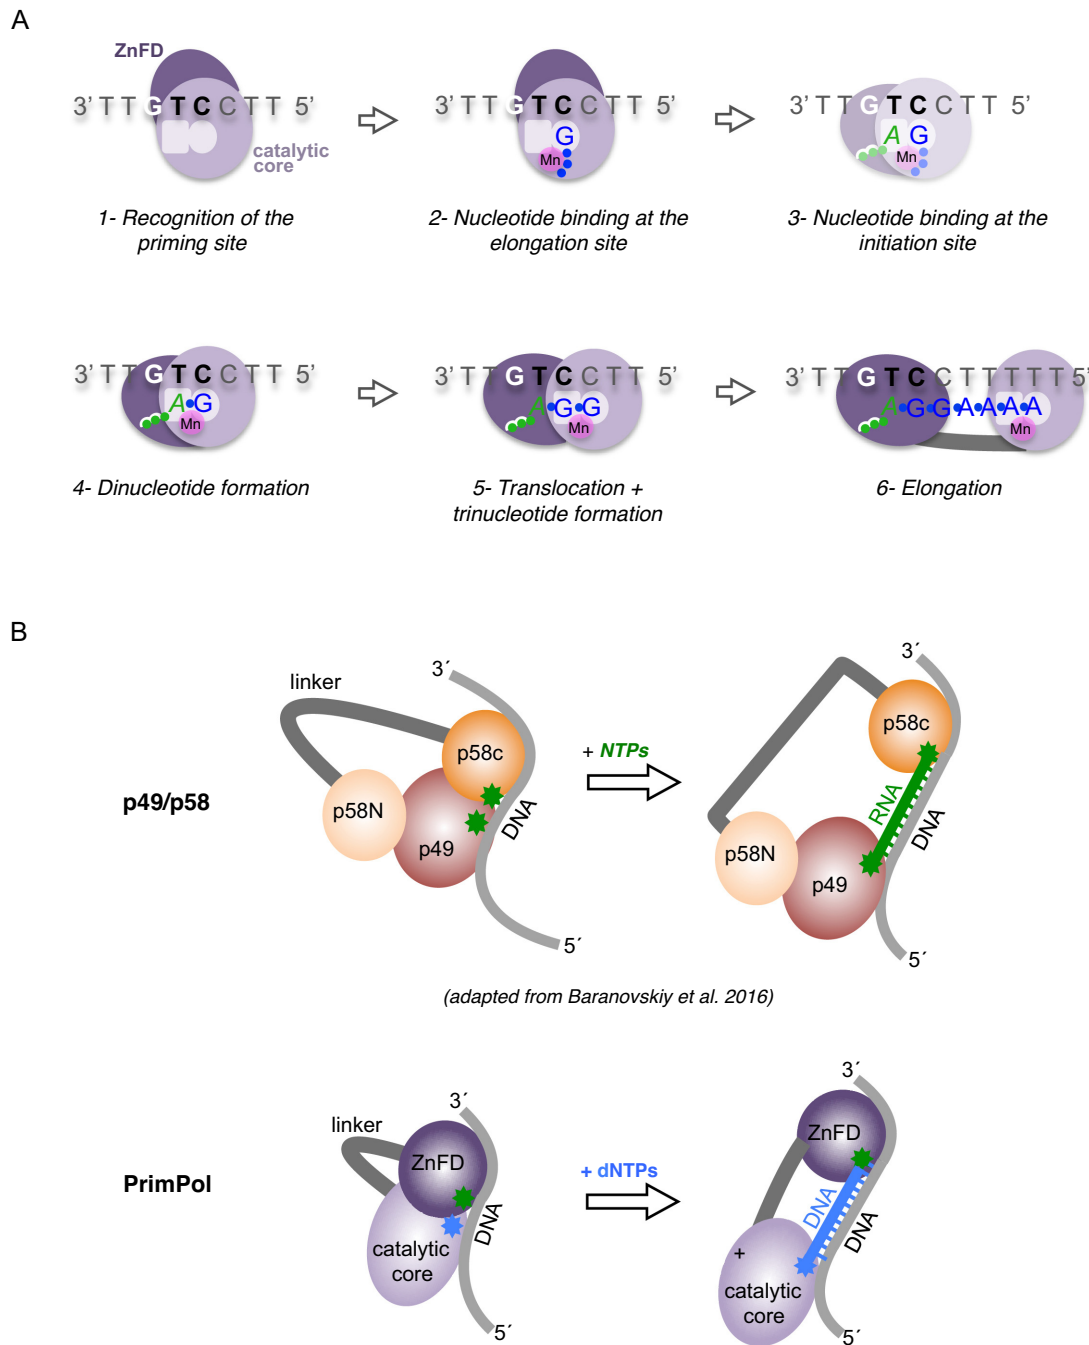 A
ZnFD
3’ T T G T C C T T 5’
catalytic
core
1- Recognition of the
priming site
3’ T T G T C C T T 5’
G
Mn
2- Nucleotide binding at the
elongation site
3’ T T G T C C T T 5’
A G
Mn
3- Nucleotide binding at the
initiation site
3’ T T G T C C T T 5’
A G
Mn
4- Dinucleotide formation
3’ T T G T C C T T 5’
A G G
Mn
5- Translocation +
trinucleotide formation
3’ T T G T C C T T T T T 5’
A G G A A A A
Mn
6- Elongation
B
p49/p58
linker
3´
p58c
p58N
p49
DNA
5´
+ NTPs
3´
p58c
RNA
DNA
p58N
p49
5´
(adapted from Baranovskiy et al. 2016)
PrimPol
linker
3´
ZnFD
DNA
catalytic
core
5´
+ dNTPs
3´
ZnFD
DNA
DNA
+
catalytic
core
5´